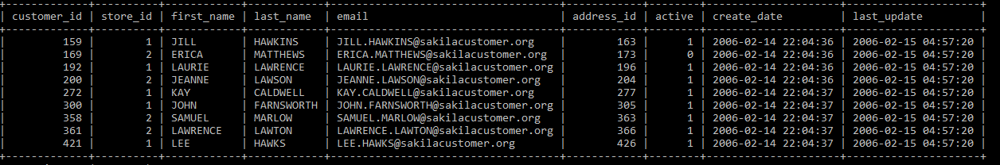 | customer_id | store_id | first_name | last_name | email | address_id | active | create_date | last_update |
| 159 | 1 | JILL | HAWKINS | JILL.HAWKINS@sakilacustomer.org | 163 | 1 | 2006-02-14 22:04:36 | 2006-02-15 04:57:20 |
| 169 | 2 | ERICA | MATTHEWS | ERICA.MATTHEWS@sakilacustomer.org | 173 | 0 | 2006-02-14 22:04:36 | 2006-02-15 04:57:20 |
| 192 | 1 | LAURIE | LAWRENCE | LAURIE.LAWRENCE@sakilacustomer.org | 196 | 1 | 2006-02-14 22:04:36 | 2006-02-15 04:57:20 |
| 200 | 2 | JEANNE | LAWSON | JEANNE.LAWSON@sakilacustomer.org | 204 | 1 | 2006-02-14 22:04:36 | 2006-02-15 04:57:20 |
| 272 | 1 | KAY | CALDWELL | KAY.CALDWELL@sakilacustomer.org | 277 | 1 | 2006-02-14 22:04:37 | 2006-02-15 04:57:20 |
| 300 | 1 | JOHN | FARNSWORTH | JOHN.FARNSWORTH@sakilacustomer.org | 305 | 1 | 2006-02-14 22:04:37 | 2006-02-15 04:57:20 |
| 358 | 2 | SAMUEL | MARLOW | SAMUEL.MARLOW@sakilacustomer.org | 363 | 1 | 2006-02-14 22:04:37 | 2006-02-15 04:57:20 |
| 361 | 2 | LAWRENCE | LAWTON | LAWRENCE.LAWTON@sakilacustomer.org | 366 | 1 | 2006-02-14 22:04:37 | 2006-02-15 04:57:20 |
| 421 | 1 | LEE | HAWKS | LEE.HAWKS@sakilacustomer.org | 426 | 1 | 2006-02-14 22:04:37 | 2006-02-15 04:57:20 |